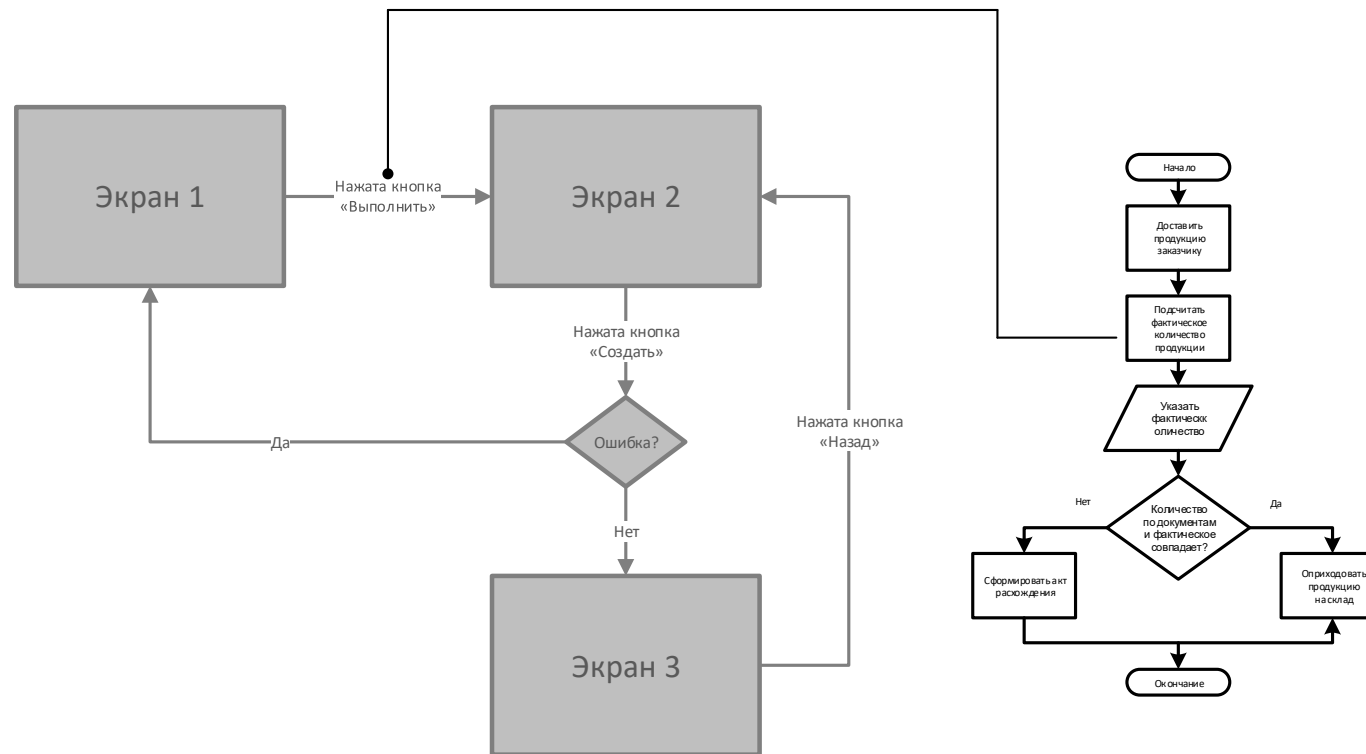 Экран 1
Нажата кнопка
«Выполнить»
Экран 2
Нажата кнопка
«Создать»
Ошибка?
Да
Нет
Нажата кнопка
«Назад»
Экран 3
Начало
Доставить
продукцию
заказчику
Подсчитать
фактическое
количество
продукции
Указать
фактическк
оличество
Количество
по документам
и фактическое
совпадает?
Нет
Да
Сформировать акт
расхождения
Оприходовать
продукцию
на склад
Окончание